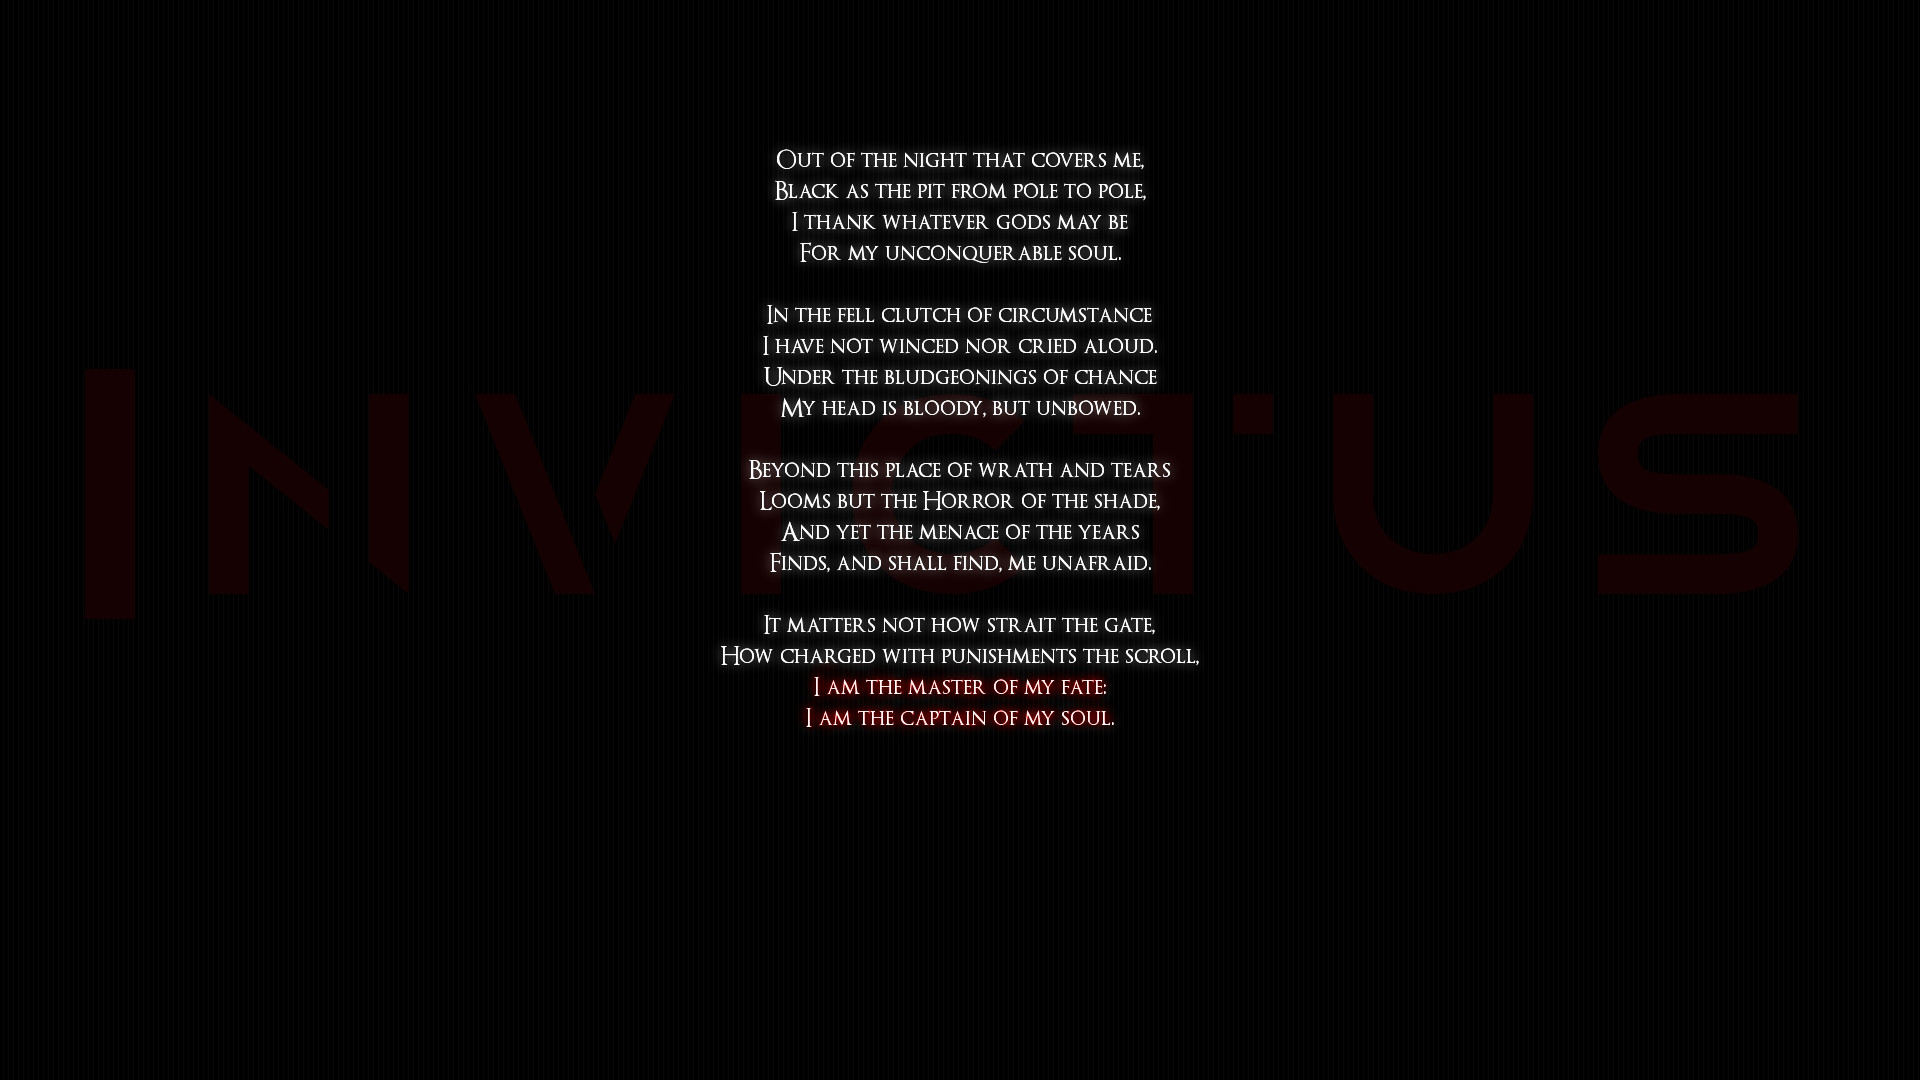 Out of the night that covers me,
Black as the pit from pole to pole,
I thank whatever gods may be
For my unconquerable soul.
In the fell clutch of circumstance
I have not winced nor cried aloud.
Under the bludgeonings of chance
My head is bloody, but unbowed.
Invictus
Beyond this place of wrath and tears
Looms but the Horror of the shade,
And yet the menace of the years
Finds, and shall find, me unafraid.
It matters not how strait the gate,
How charged with punishments the scroll,
I am the master of my fate:
I am the captain of my soul.